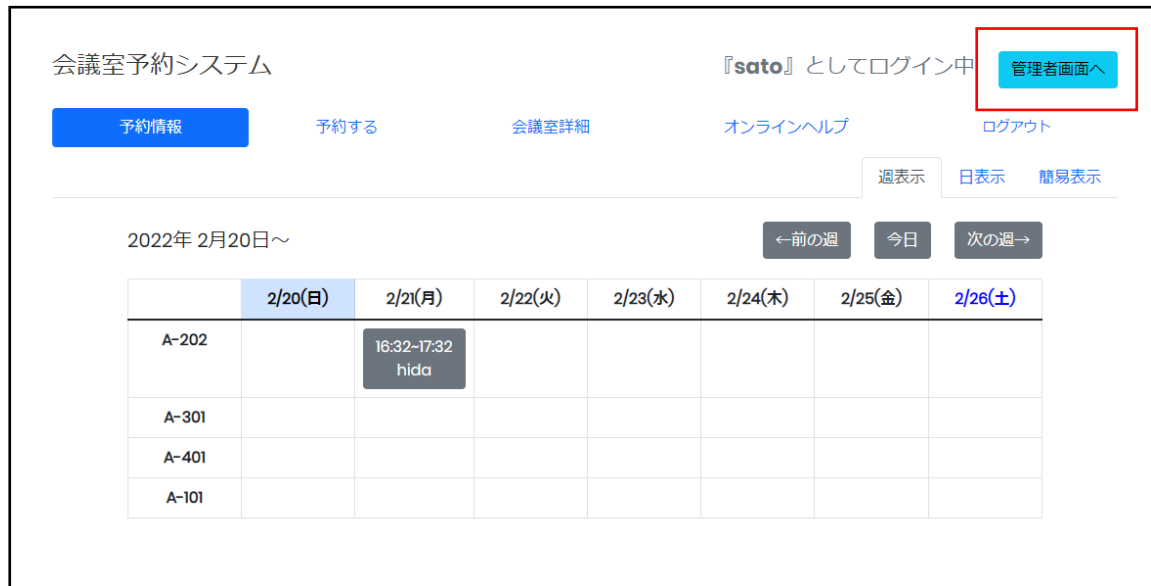 会議室予約システム
『sato』としてログイン中 管理者画面へ
予約情報 予約する 会議室詳細 オンラインヘルプ ログアウト
週表示 日表示 簡易表示
2022年 2月20日～ ←前の週 今日 次の週→
2/20(日) 2/21(月) 2/22(火) 2/23(水) 2/24(木) 2/25(金) 2/26(土)
A-202 16:32~17:32
hida
A-301
A-401
A-101